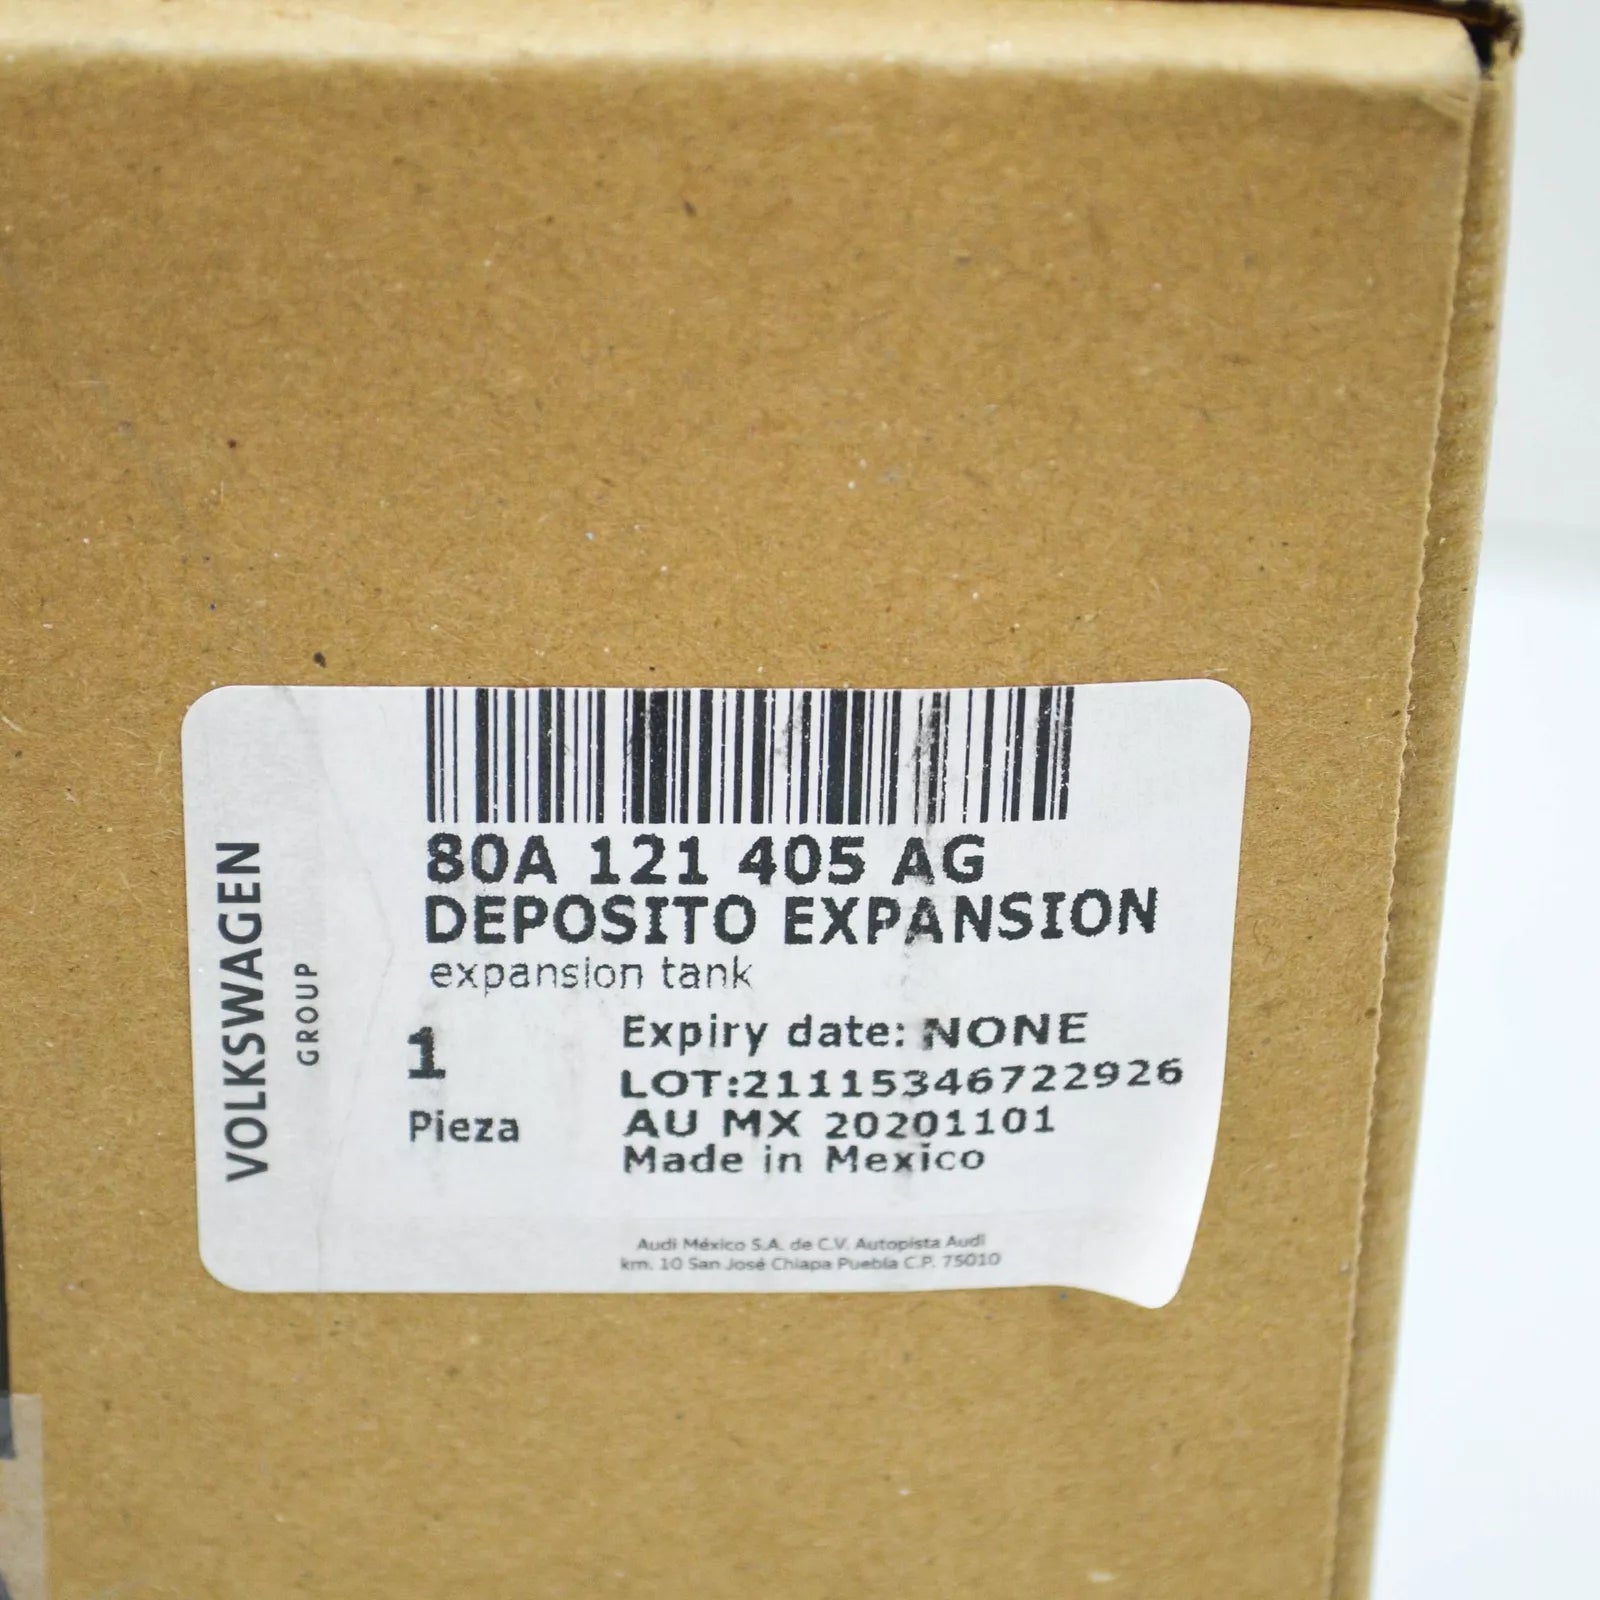 VOLKSWAGEN
GROUP
80A 121 405 AG
DEPOSITO EXPANSION
expansion tank
1
Pieza
Expiry date: NONE
LOT:211115346722926
AU MX 20201101
Made in Mexico
Audi México S.A. de C.V. Autopista Audi
km. 10 San José Chiapa Puebla C.P. 75010